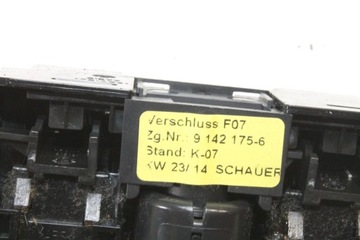 Verschluss F07
Zg.Nr.: 9 142 175-6
Stand: K-07
KW 23/ 14 SCHAUER